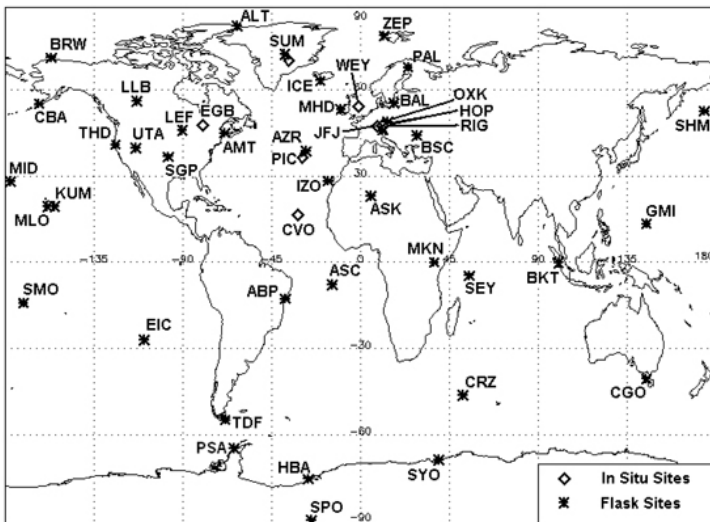 ALT
90
ZEP
BRW
SUM
WEY
PAL
ICE
LLB
OXK
CBA
LEF
EGB
MHD
BAL
HOP
SHM
THD
UTA
AMT
AZR
JFJ
RIG
BSC
SGP
PIC
MID
30
IZO
KUM
ASK
GMI
MLO
CVO
MKN
-135
-90
-45
0
45
90
135
180
ASC
SEY
BKT
SMO
ABP
EIC
-30
CRZ
CGO
TDF
-60
PSA
HBA
SYO
In Situ Sites
SPO
Flask Sites
-90